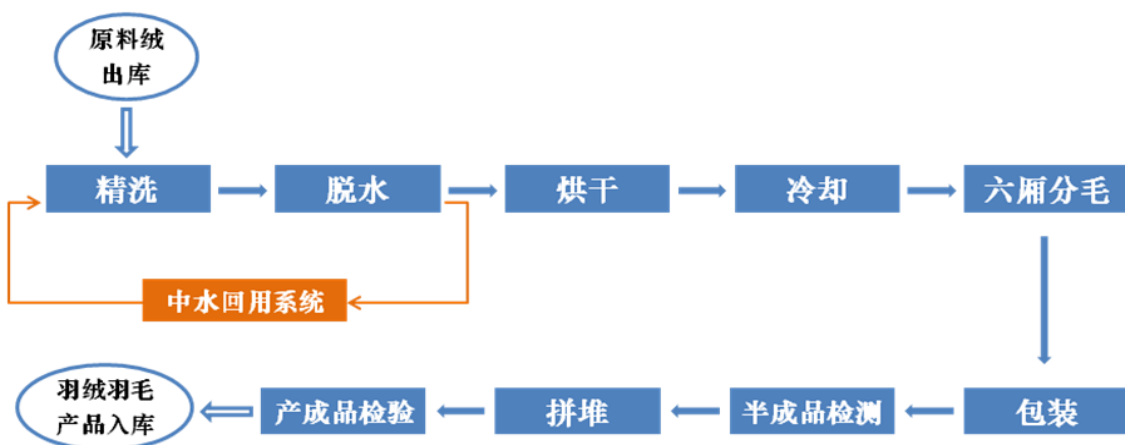 原料绒
出库
精洗
脱水
烘干
冷却
六厢分毛
中水回用系统
包装
半成品检测
拼堆
产成品检验
羽绒羽毛
产品入库